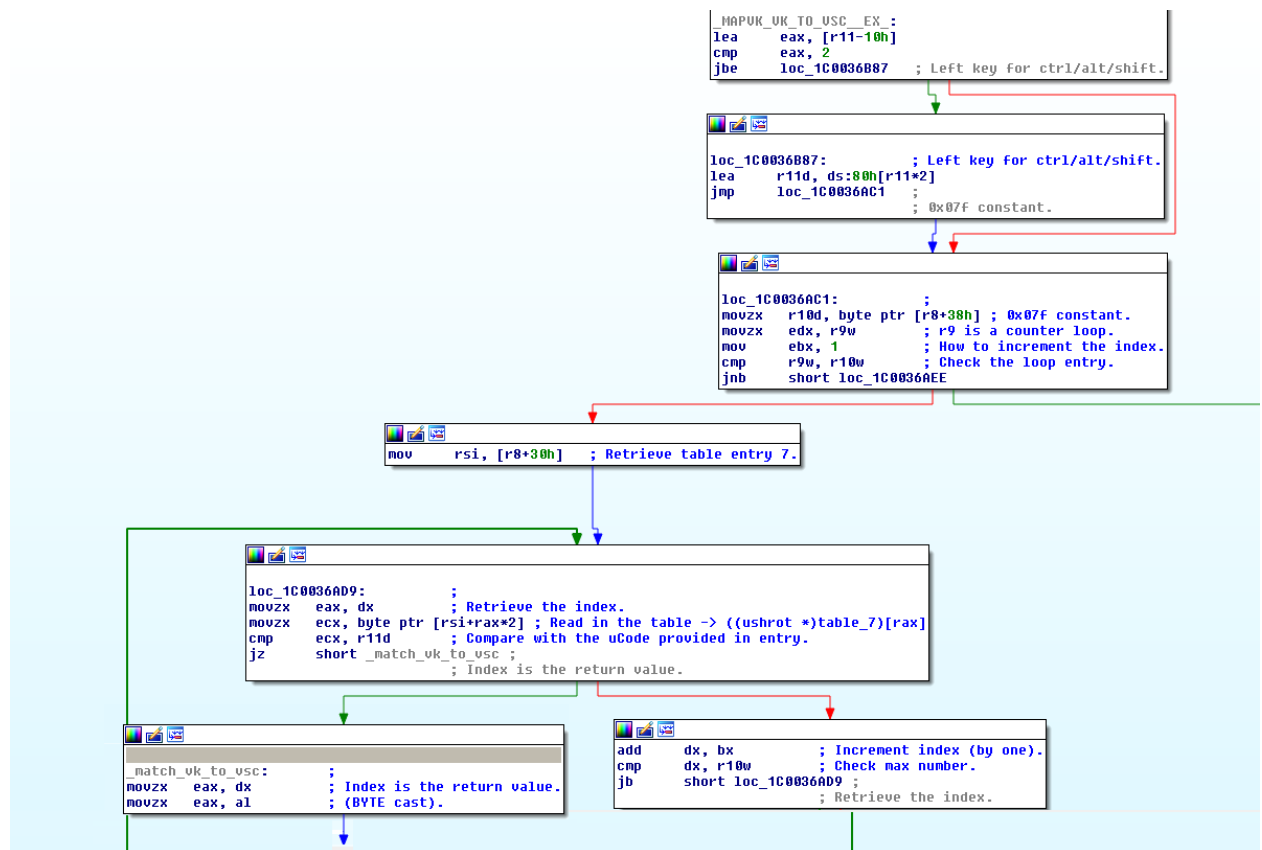 _MAPVK_VK_TO_VSC__EX_:
lea eax, [r11-10h]
cmp eax, 2
jbe loc_1C0036B87 ; Left key for ctrl/alt/shift.
loc_1C0036B87: ; Left key for ctrl/alt/shift.
lea r11d, ds:80h[r11*2]
jmp loc_1C0036AC1 ;
; 0x07f constant.
loc_1C0036AC1: ;
movzx r10d, byte ptr [r8+38h] ; 0x07f constant.
movzx edx, r9w ; r9 is a counter loop.
mov ebx, 1 ; How to increment the index.
cmp r9w, r10w ; Check the loop entry.
jnb short loc_1C0036AEE
mov rsi, [r8+30h] ; Retrieve table entry 7.
loc_1C0036AD9: ;
movzx eax, dx ; Retrieve the index.
movzx ecx, byte ptr [rsi+rax*2] ; Read in the table -> ((ushrot *)table_7)[rax]
cmp ecx, r11d ; Compare with the uCode provided in entry.
jz short _match_vk_to_vsc ;
; Index is the return value.
_match_vk_to_vsc: ;
movzx eax, dx ; Index is the return value.
movzx eax, al ; (BYTE cast).
add dx, bx ; Increment index (by one).
cmp dx, r10w ; Check max number.
jb short loc_1C0036AD9 ;
; Retrieve the index.